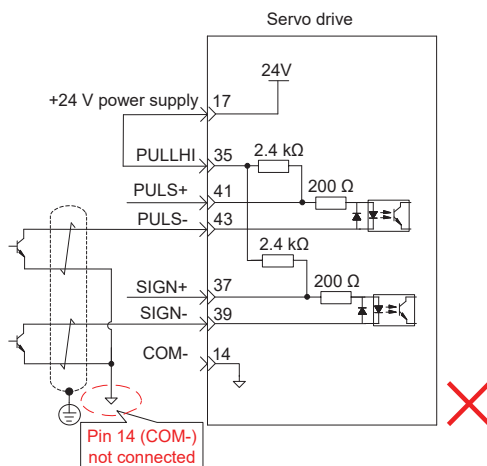 Servo drive
24V
+24 V power supply
17
PULLHI
35
2.4 kΩ
PULS+
41
200 Ω
PULS-
43
2.4 kΩ
SIGN+
37
200 Ω
SIGN-
39
COM-
14
Pin 14 (COM-)
not connected